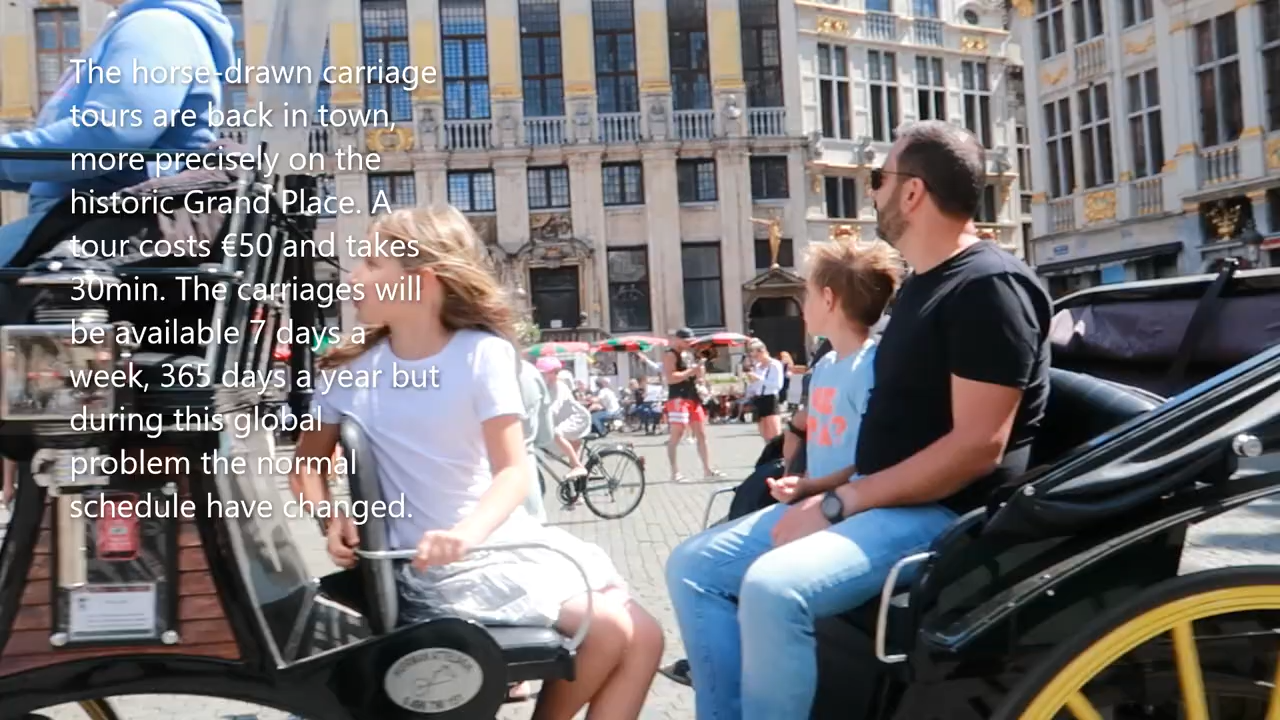 The horse-drawn carriage
tours are back in town,
more precisely on the
historic Grand Place. A
tour costs €50 and takes
30min. The carriages will
be available 7 days a
week, 365 days a year but
during this global
problem the normal
schedule have changed.